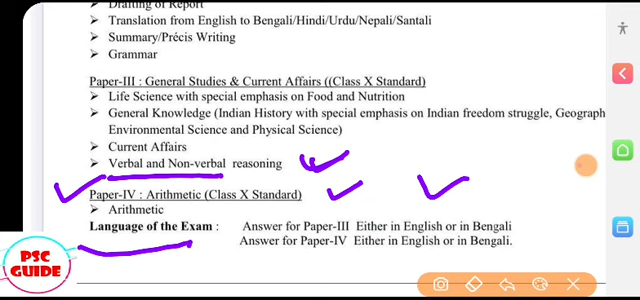 Drafting of Report
➤ Translation from English to Bengali/Hindi/Urdu/Nepali/Santali
➤ Summary/Précis Writing
➤ Grammar
Paper-III : General Studies & Current Affairs ((Class X Standard)
➤ Life Science with special emphasis on Food and Nutrition
➤ General Knowledge (Indian History with special emphasis on Indian freedom struggle, Geograph
Environmental Science and Physical Science)
➤ Current Affairs
➤ Verbal and Non-verbal reasoning
Paper-IV : Arithmetic (Class X Standard)
➤ Arithmetic
Language of the Exam : Answer for Paper-III Either in English or in Bengali
Answer for Paper-IV Either in English or in Bengali.
PSC
GUIDE